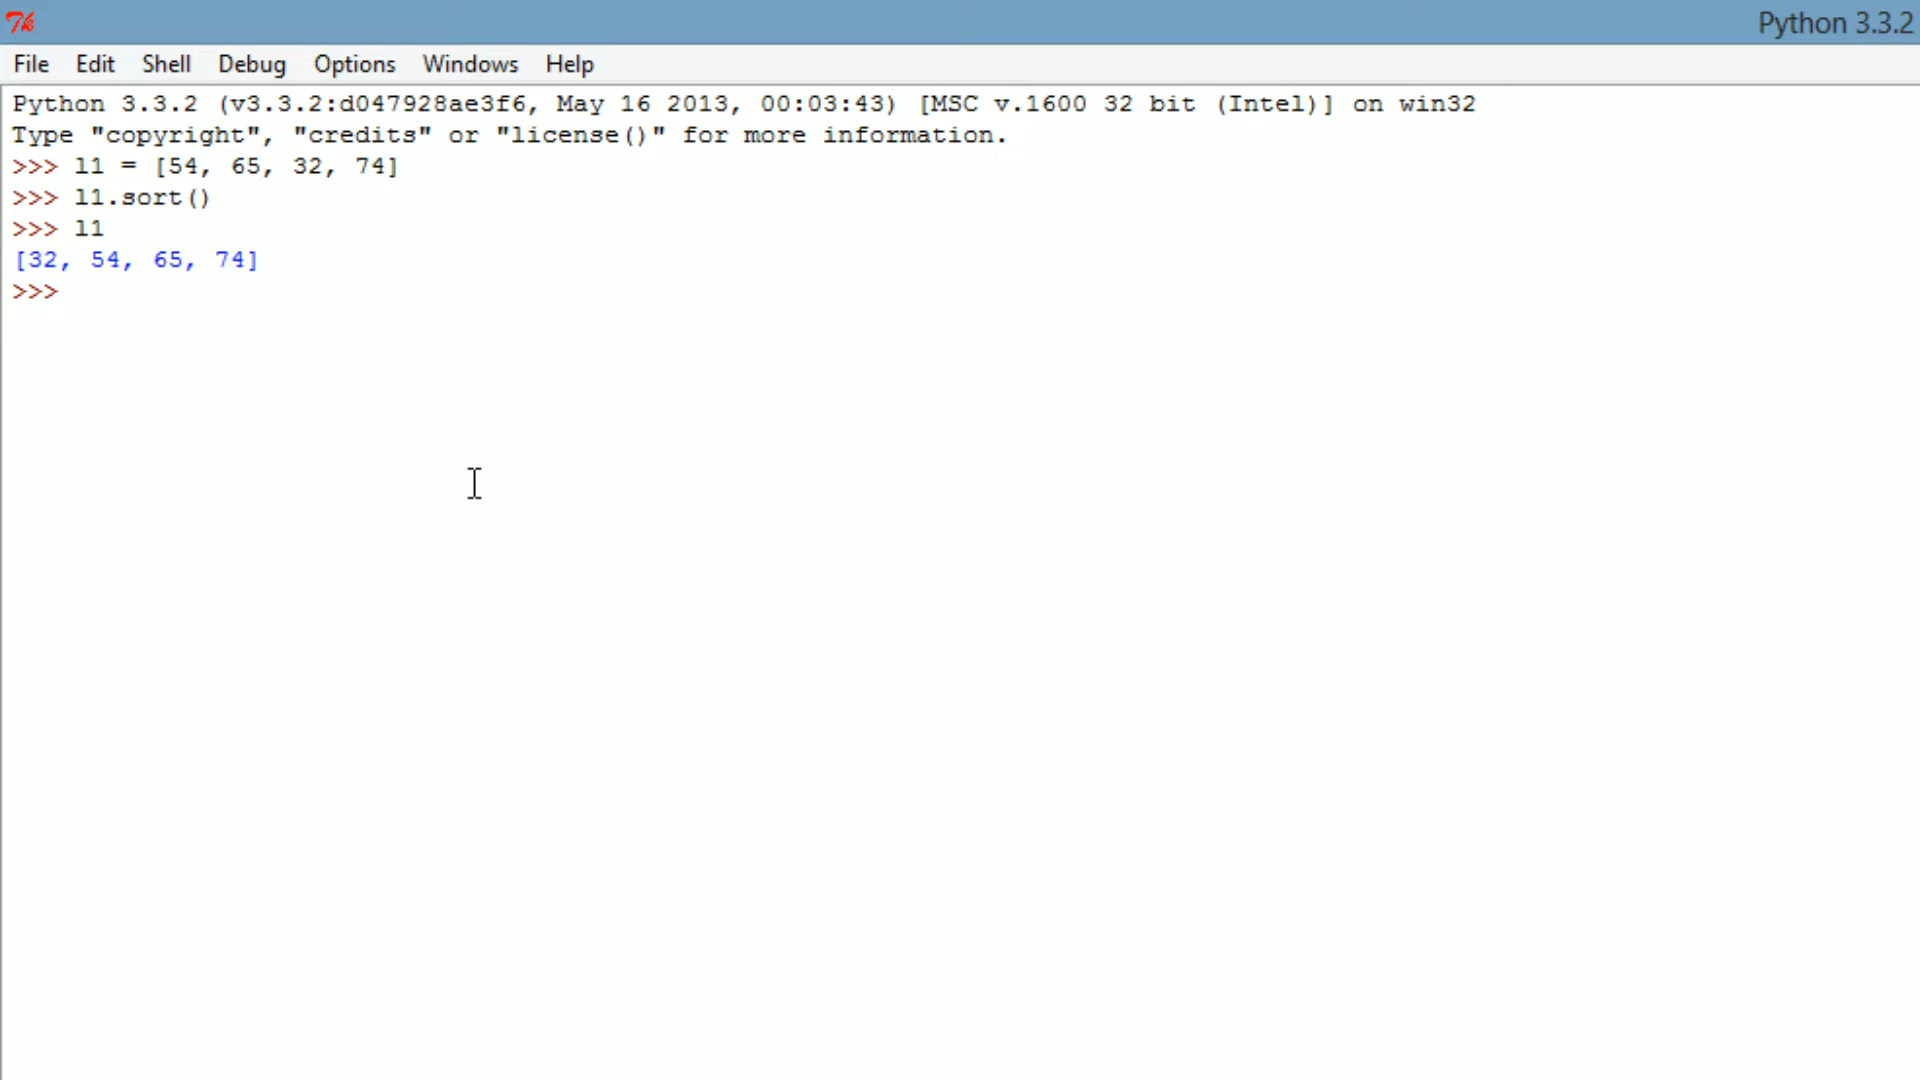 Python 3.3.2
File Edit Shell Debug Options Windows Help
Python 3.3.2 (v3.3.2:d047928ae3f6, May 16 2013, 00:03:43) [MSC v.1600 32 bit (Intel)] on win32
Type "copyright", "credits" or "license()" for more information.
>>> l1 = [54, 65, 32, 74]
>>> l1.sort()
>>> l1
[32, 54, 65, 74]
>>>